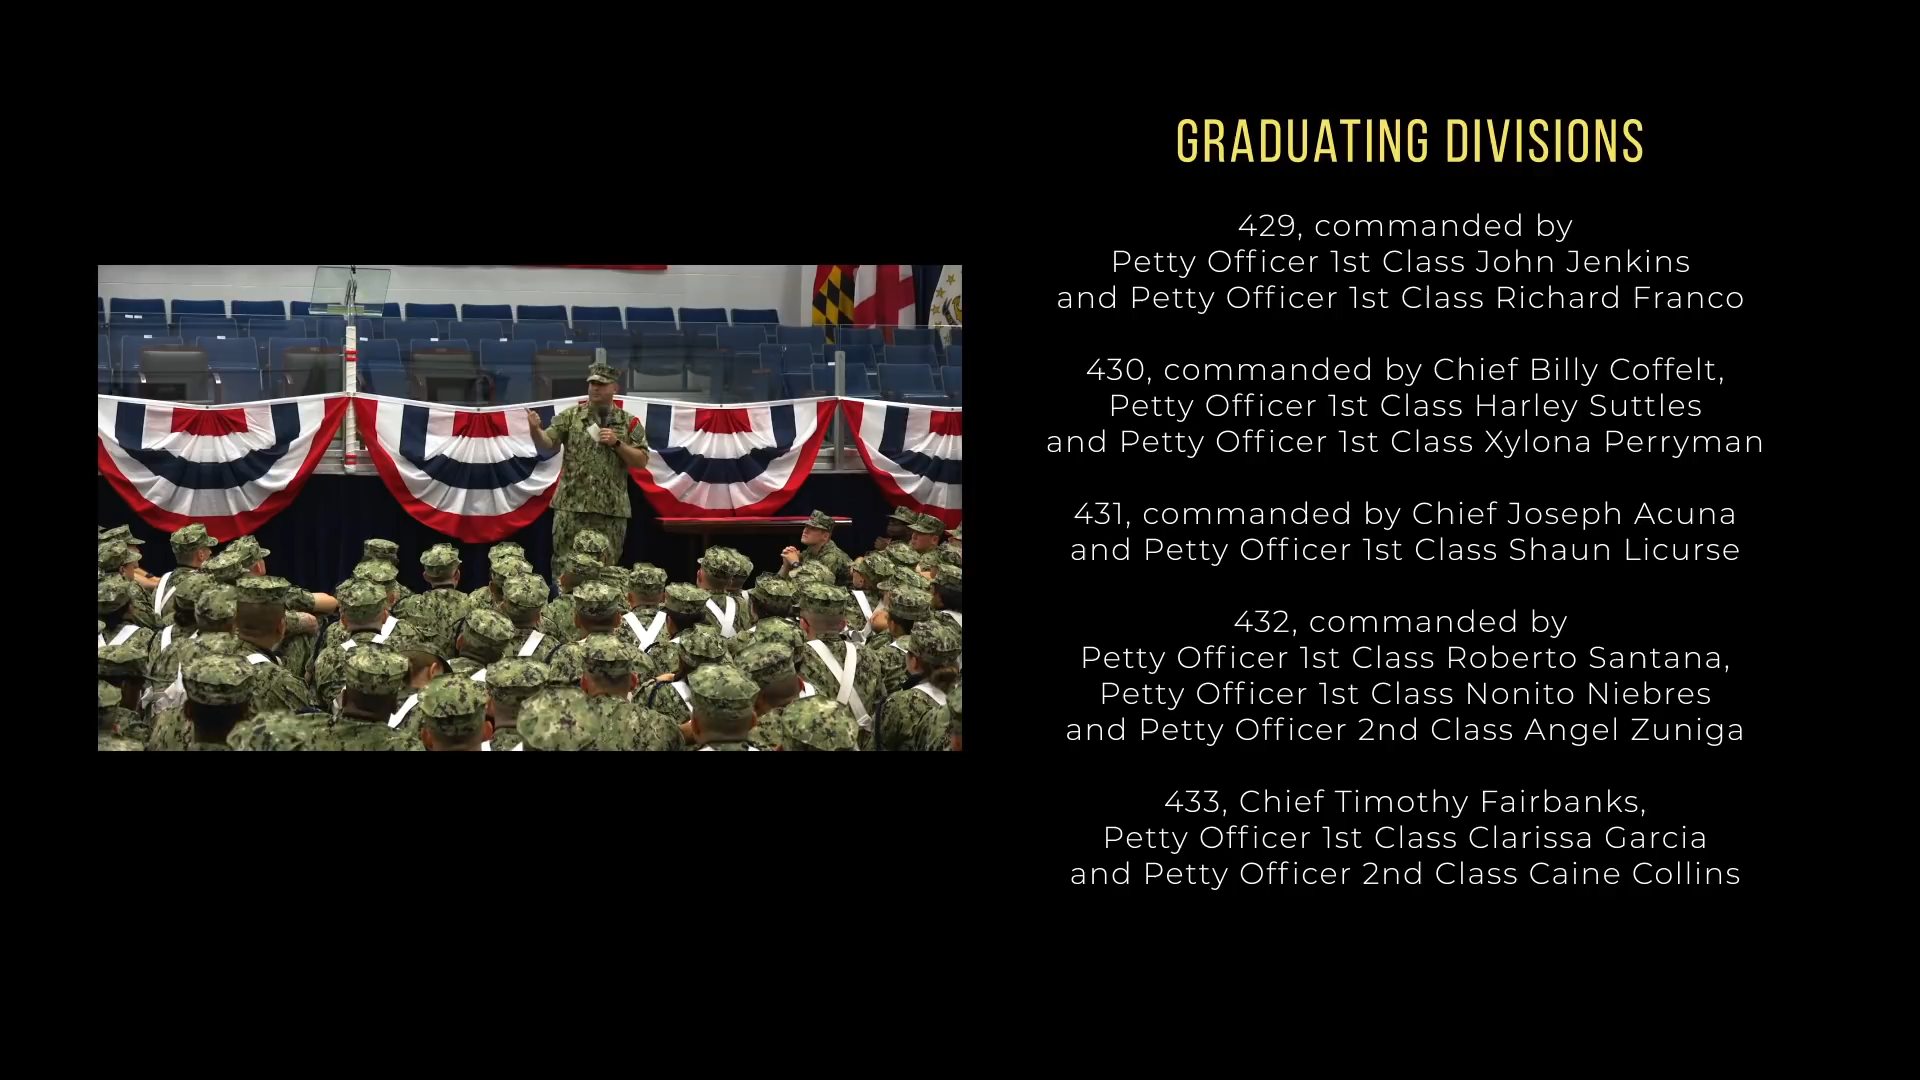 GRADUATING DIVISIONS
429, commanded by
Petty Officer 1st Class John Jenkins
and Petty Officer 1st Class Richard Franco
430, commanded by Chief Billy Coffelt,
Petty Officer 1st Class Harley Suttles
and Petty Officer 1st Class Xylona Perryman
431, commanded by Chief Joseph Acuna
and Petty Officer 1st Class Shaun Licurse
432, commanded by
Petty Officer 1st Class Roberto Santana,
Petty Officer 1st Class Nonito Niebres
and Petty Officer 2nd Class Angel Zuniga
433, Chief Timothy Fairbanks,
Petty Officer 1st Class Clarissa Garcia
and Petty Officer 2nd Class Caine Collins